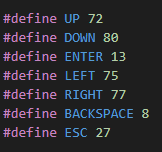 #define UP 72
#define DOWN 80
#define ENTER 13
#define LEFT 75
#define RIGHT 77
#define BACKSPACE 8
#define ESC 27